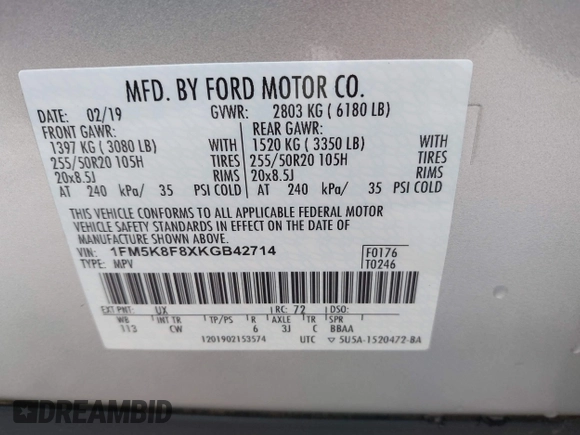 MFD. BY FORD MOTOR CO.
DATE: 02/19 GVWR: 2803 KG ( 6180 LB)
FRONT GAWR: REAR GAWR:
1397 KG ( 3080 LB) WITH 1520 KG ( 3350 LB) WITH
255/50R20 105H TIRES 255/50R20 105H TIRES
20x8.5J RIMS 20x8.5J RIMS
AT 240 kPa/ 35 PSI COLD AT 240 kPa/ 35 PSI COLD
THIS VEHICLE CONFORMS TO ALL APPLICABLE FEDERAL MOTOR
VEHICLE SAFETY STANDARDS IN EFFECT ON THE DATE OF
MANUFACTURE SHOWN ABOVE.
VIN: 1FM5K8F8XKGB42714 F0176
TYPE: MPV T0246
EXT PNT: UX RC: 72 DSO:
WB INT TR TP/PS R AXLE TR SPR
113 CW 6 3J C BBAA
1201902153574 UTC ▽ 5U5A-1520472-BA
DREAMBID